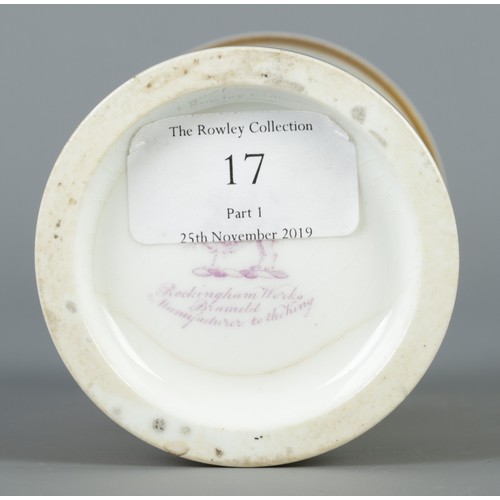 The Rowley Collection
17
Part 1
25th November 2019
Rockingham Works
Brameld
Manufacturer to the King